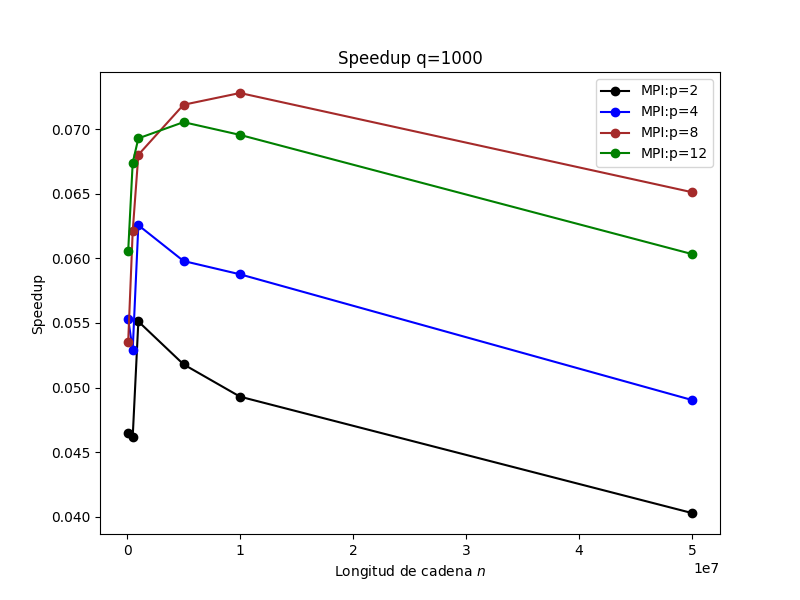 Speedup q=1000
MPI:p=2
MPI:p=4
MPI:p=8
MPI:p=12
0.070
0.065
0.060
0.055
0.050
0.045
0.040
Speedup
0 1 2 3 4 5
1e7
Longitud de cadena n